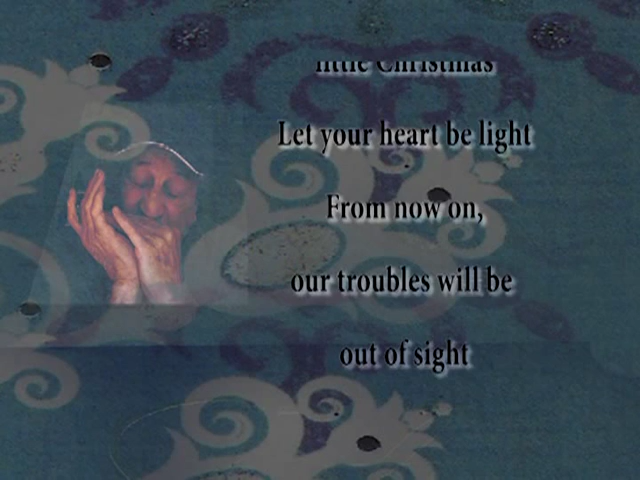 little Christmas
Let your heart be light
From now on,
our troubles will be
out of sight